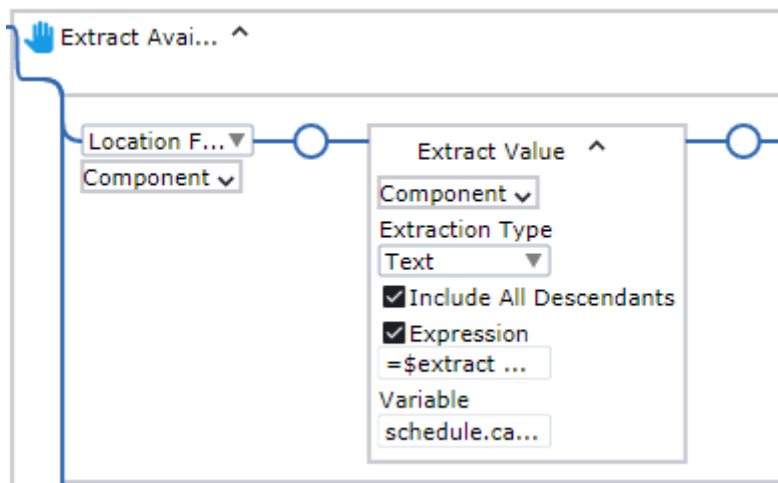 Extract Avai...
Location F...
Component
Extract Value
Component
Extraction Type
Text
Include All Descendants
Expression
=$extract ...
Variable
schedule.ca...